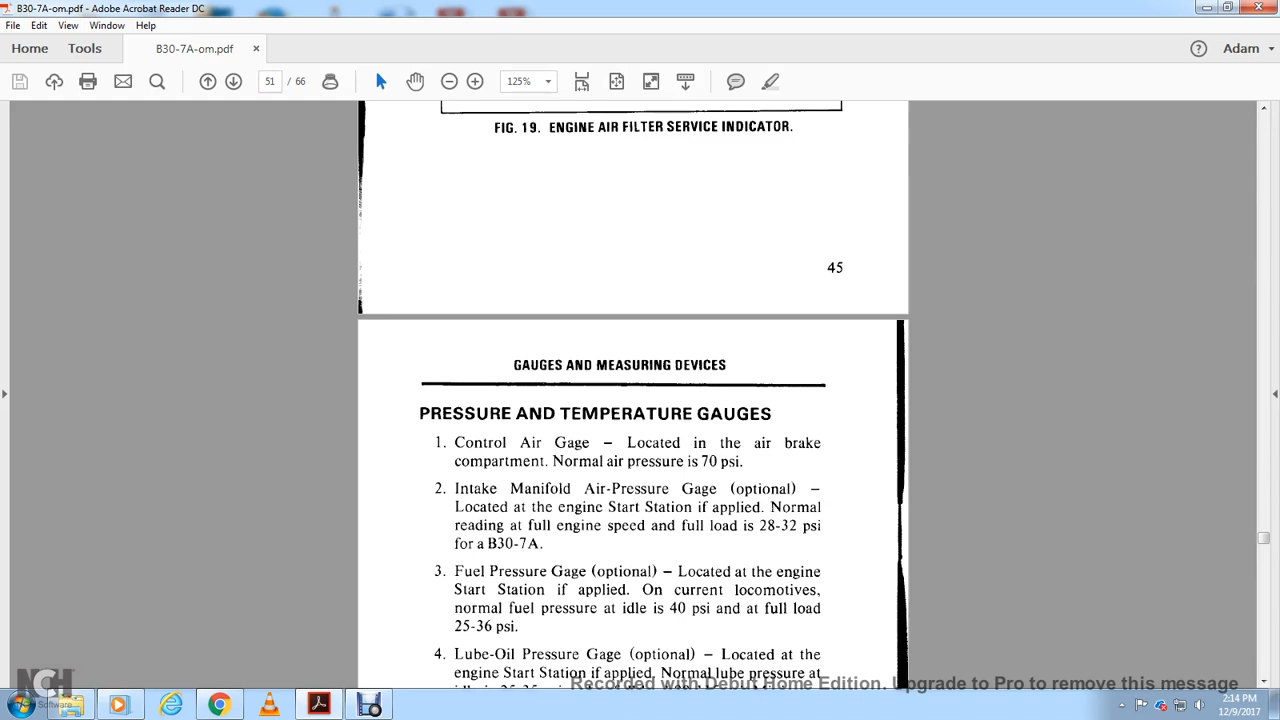 B30-7A-om.pdf - Adobe Acrobat Reader DC
File Edit View Window Help
Home Tools B30-7A-om.pdf × ? Adam
51 / 66 125%
FIG. 19. ENGINE AIR FILTER SERVICE INDICATOR.
45
GAUGES AND MEASURING DEVICES
PRESSURE AND TEMPERATURE GAUGES
1. Control Air Gage – Located in the air brake
compartment. Normal air pressure is 70 psi.
2. Intake Manifold Air-Pressure Gage (optional) –
Located at the engine Start Station if applied. Normal
reading at full engine speed and full load is 28-32 psi
for a B30-7A.
3. Fuel Pressure Gage (optional) – Located at the engine
Start Station if applied. On current locomotives,
normal fuel pressure at idle is 40 psi and at full load
25-36 psi.
4. Lube-Oil Pressure Gage (optional) – Located at the
engine Start Station if applied. Normal lube pressure at
Recorded with Debut Home Edition. Upgrade to Pro to remove this message
NCH
Software
2:14 PM
12/9/2017